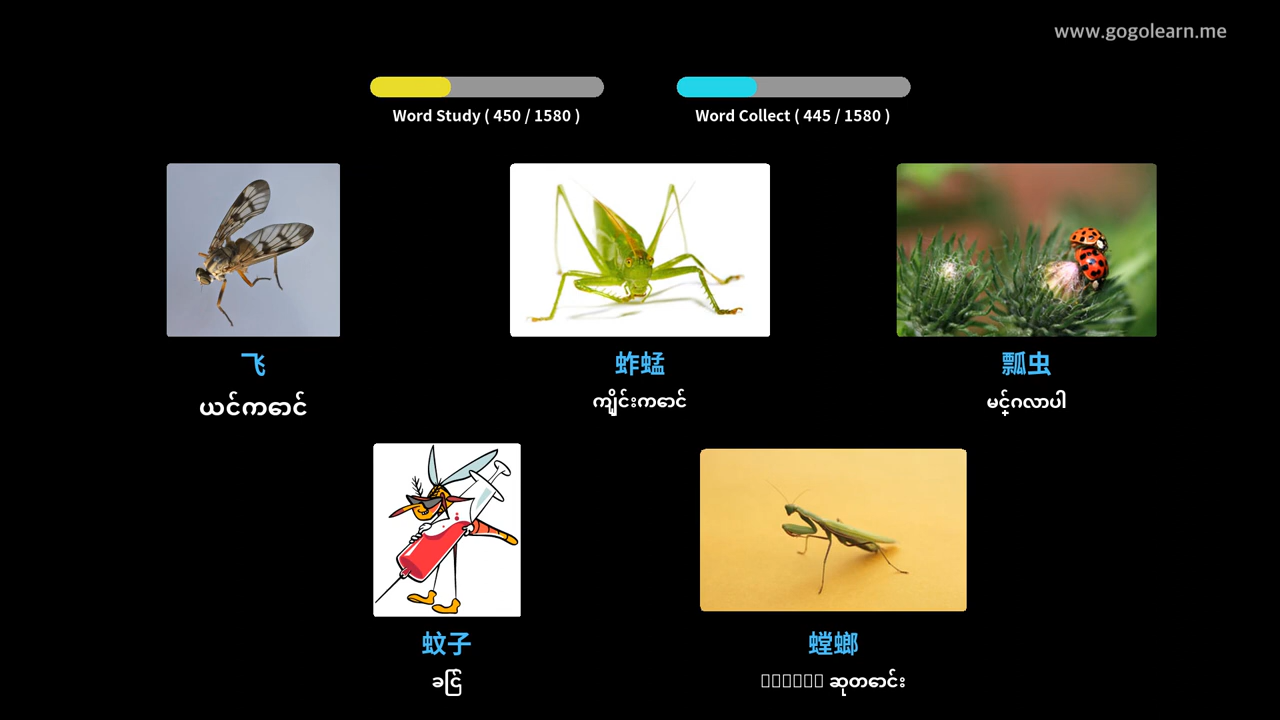 www.gogolearn.me
Word Study ( 450 / 1580 )
Word Collect ( 445 / 1580 )
飞
ယင်ကောင်
蚱蜢
ကျိုင်းကောင်
瓢虫
မင်္ဂလာပါ
蚊子
ခြင်
螳螂
ဆုတောင်း